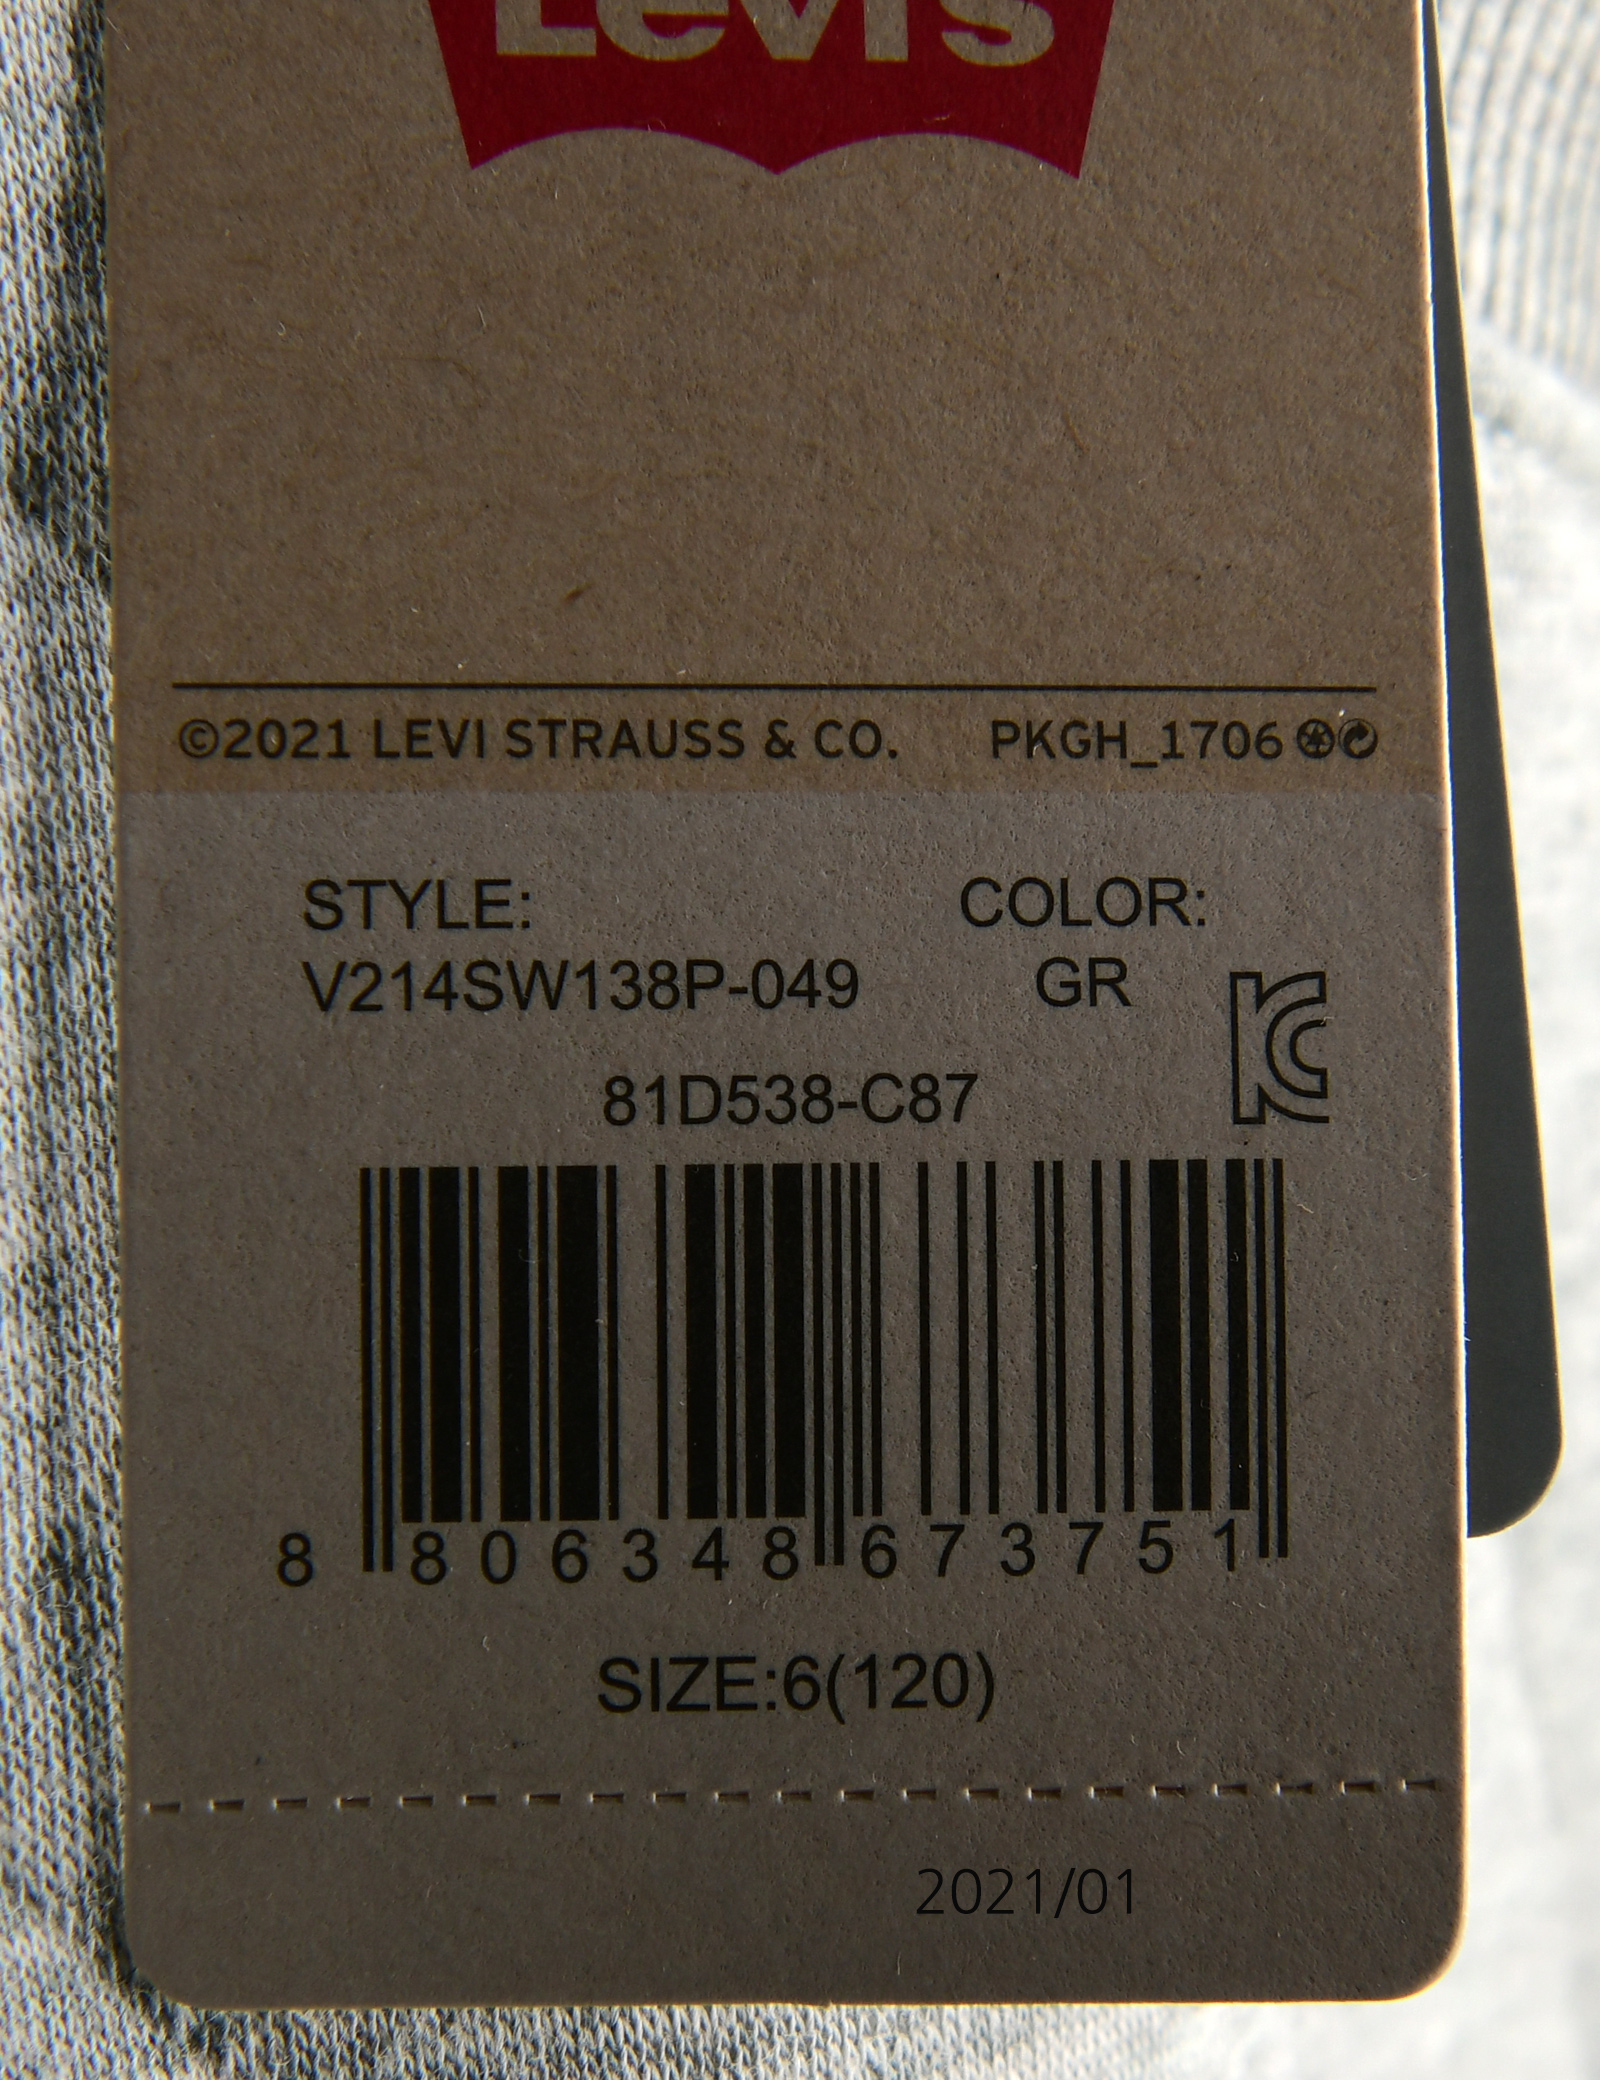 Levi's
©2021 LEVI STRAUSS & CO. PKGH_1706
STYLE: COLOR:
V214SW138P-049 GR
81D538-C87
8 806348 673751
SIZE:6(120)
2021/01